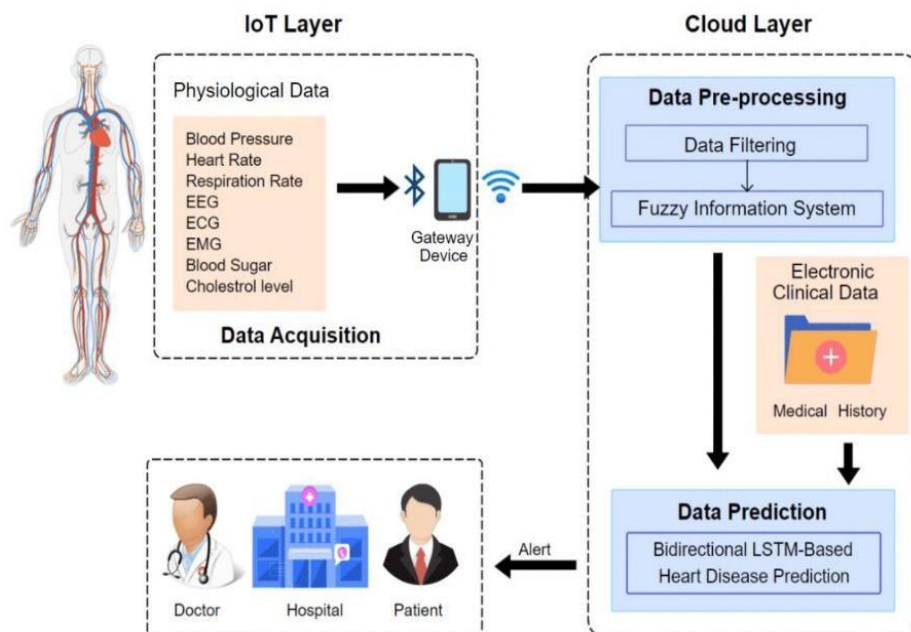 IoT Layer
Physiological Data
Blood Pressure
Heart Rate
Respiration Rate
EEG
ECG
EMG
Blood Sugar
Cholestrol level
Data Acquisition
Gateway
Device
Cloud Layer
Data Pre-processing
Data Filtering
Fuzzy Information System
Electronic
Clinical Data
Medical History
Data Prediction
Bidirectional LSTM-Based
Heart Disease Prediction
Alert
Doctor
Hospital
Patient